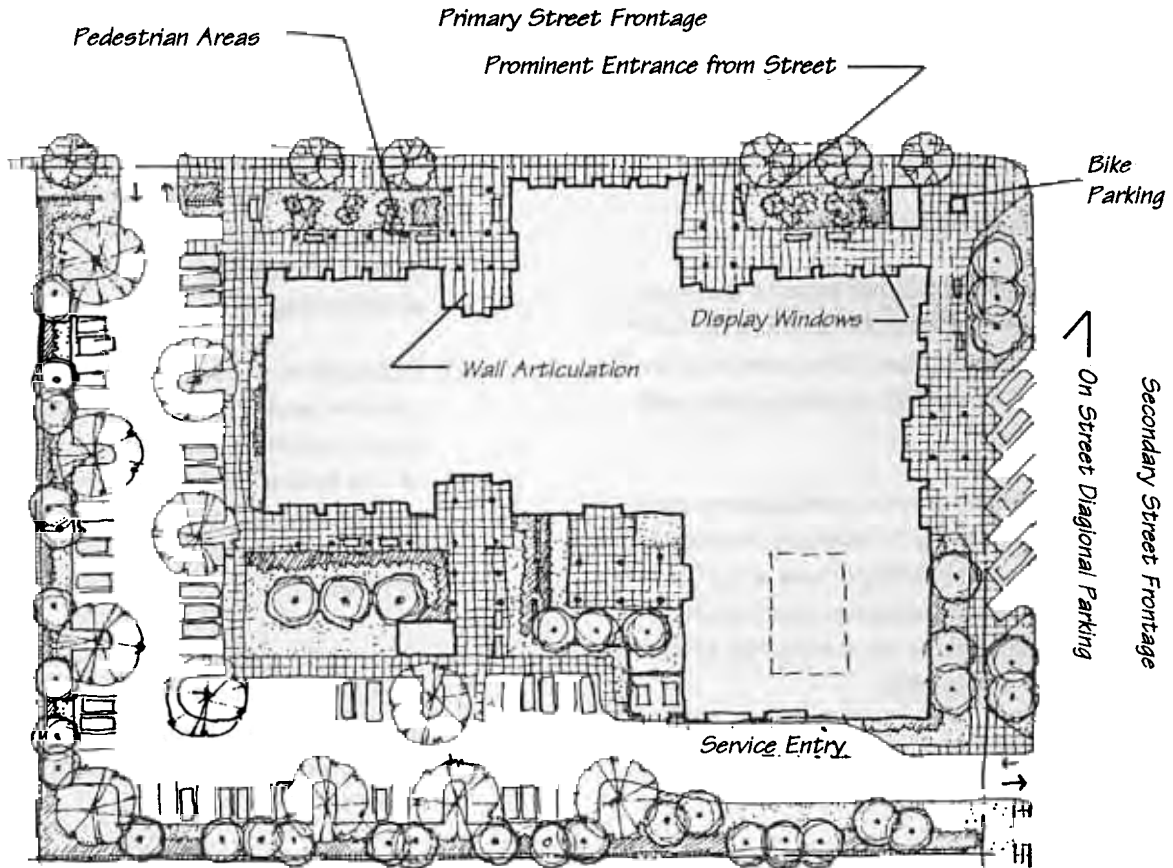 Primary Street Frontage
Pedestrian Areas
Prominent Entrance from Street
Bike
Parking
Display Windows
Wall Articulation
On Street Diagional Parking
Secondary Street Frontage
Service Entry